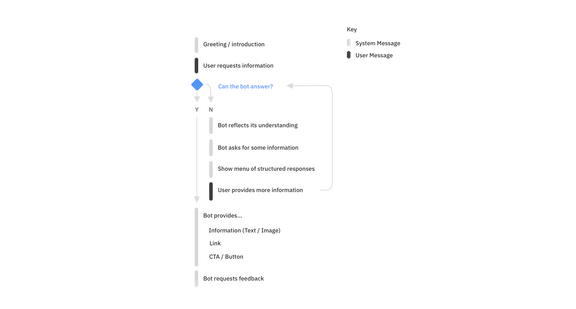 Key
System Message
User Message
Greeting / introduction
User requests information
Can the bot answer?
Y
N
Bot reflects its understanding
Bot asks for some information
Show menu of structured responses
User provides more information
Bot provides...
Information (Text / Image)
Link
CTA / Button
Bot requests feedback